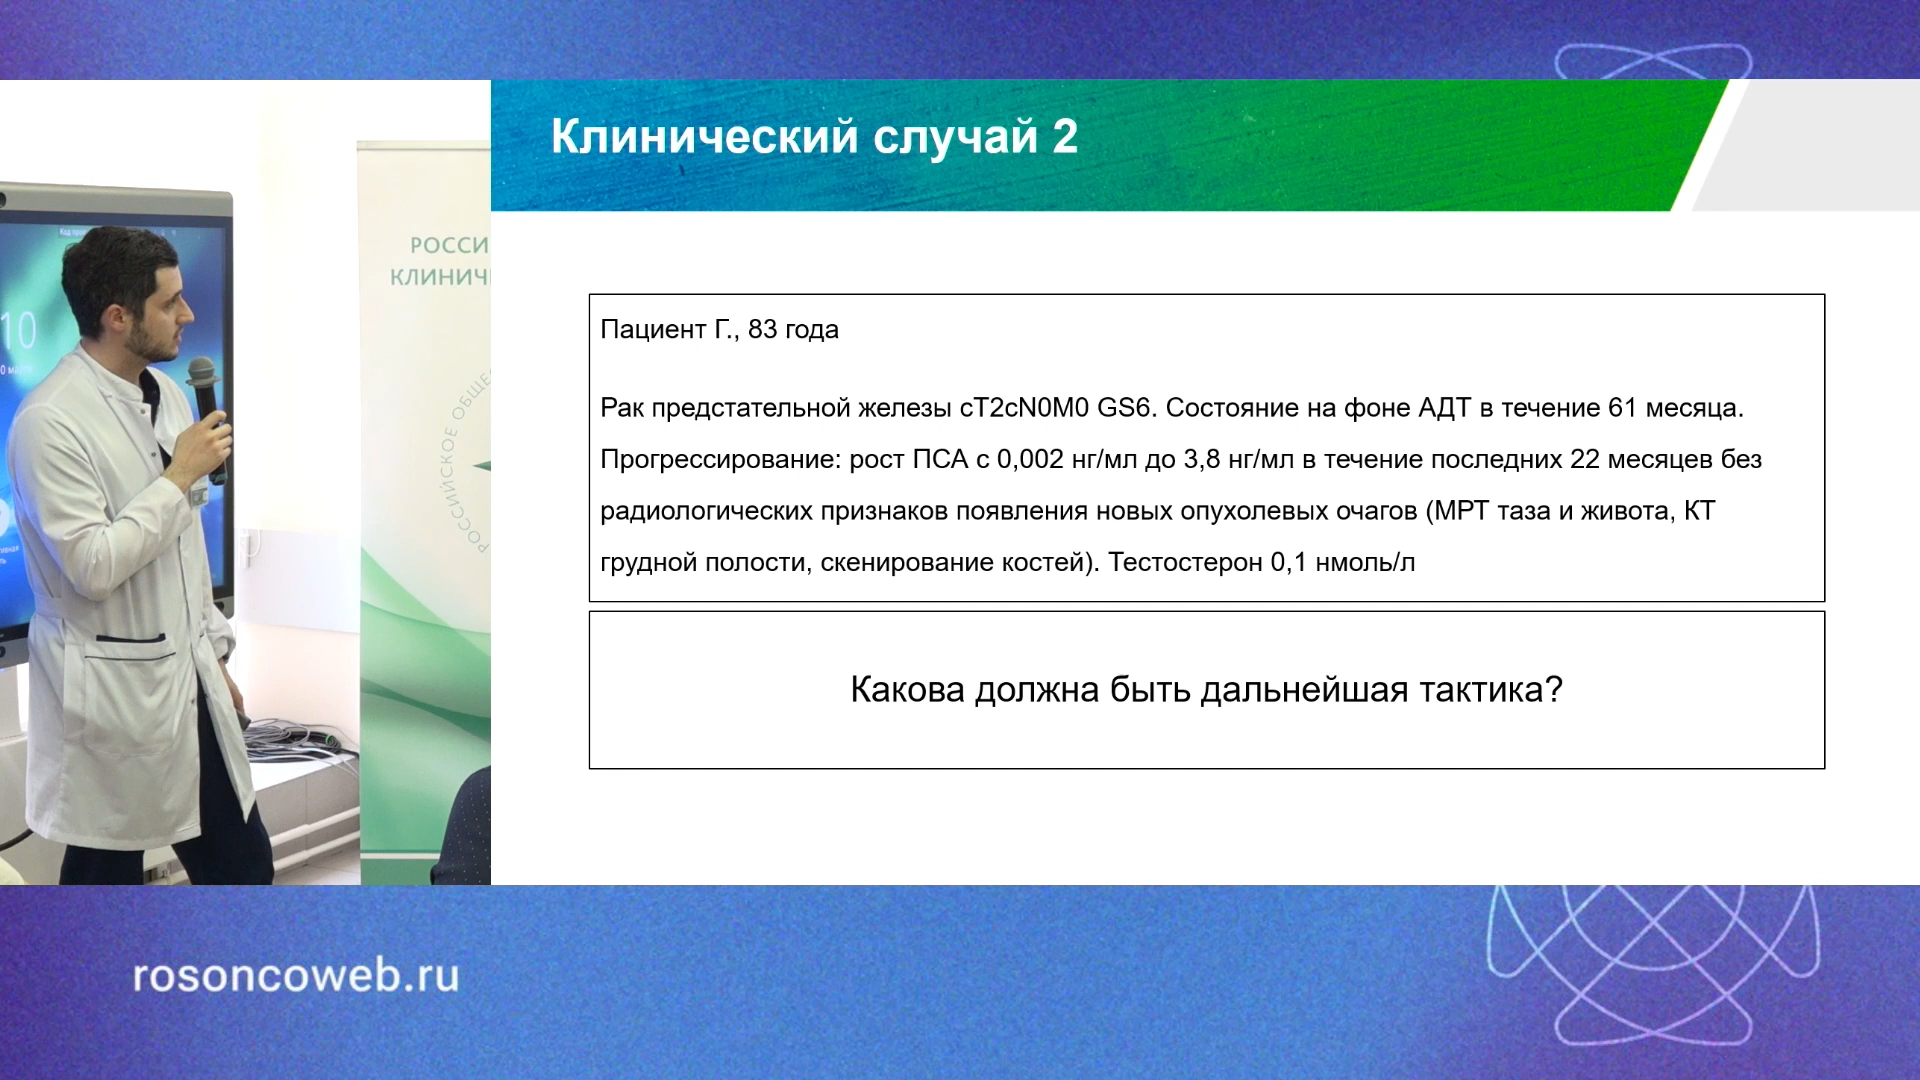 Клинический случай 2
РОССИ
КЛИНИЧ
РОССИЙСКОЕ ОБЩЕС
10
Пациент Г., 83 года
Рак предстательной железы cT2cN0M0 GS6. Состояние на фоне АДТ в течение 61 месяца.
Прогрессирование: рост ПСА с 0,002 нг/мл до 3,8 нг/мл в течение последних 22 месяцев без
радиологических признаков появления новых опухолевых очагов (МРТ таза и живота, КТ
грудной полости, скенирование костей). Тестостерон 0,1 нмоль/л
Какова должна быть дальнейшая тактика?
rosoncoweb.ru